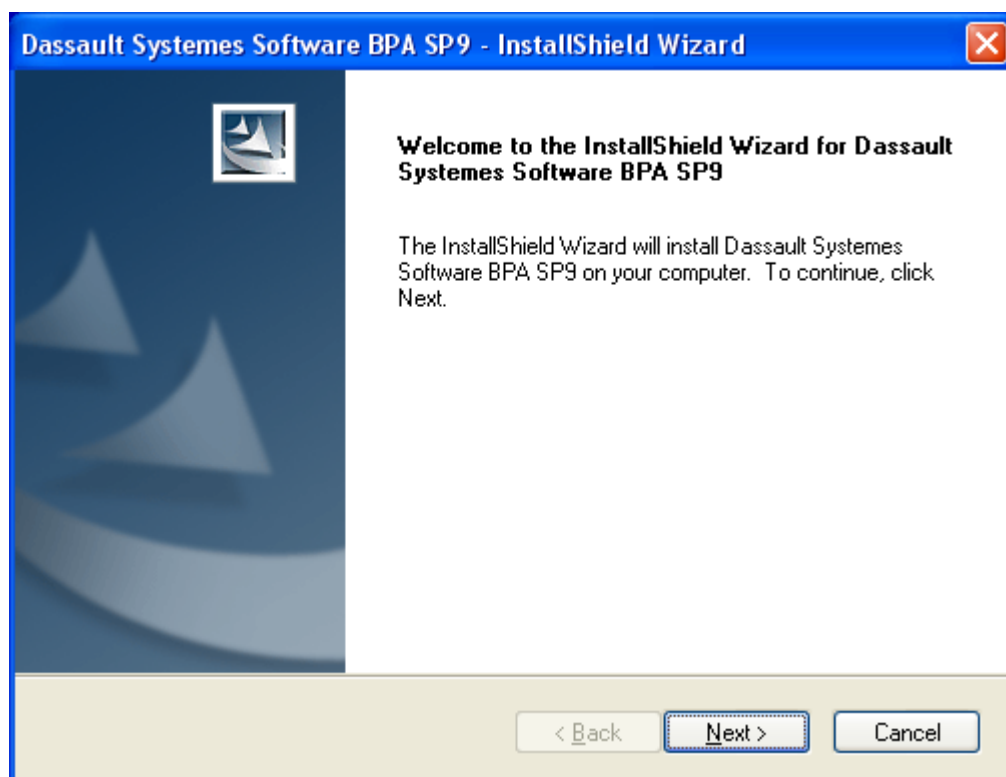 Dassault Systemes Software BPA SP9 - InstallShield Wizard
Welcome to the InstallShield Wizard for Dassault
Systemes Software BPA SP9
The InstallShield Wizard will install Dassault Systemes
Software BPA SP9 on your computer.  To continue, click
Next.
< Back Next > Cancel